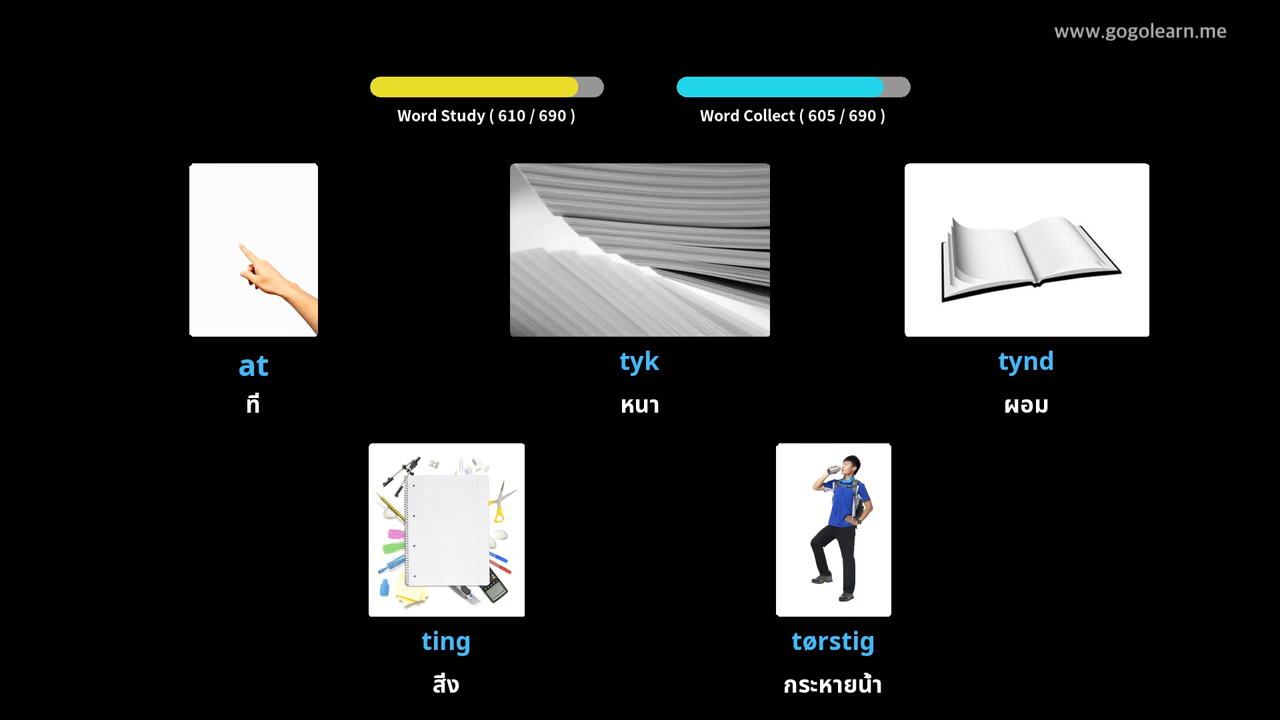 www.gogolearn.me
Word Study ( 610 / 690 )
Word Collect ( 605 / 690 )
at
ที่
tyk
หนา
tynd
ผอม
ting
สิ่ง
tørstig
กระหายน้ำ